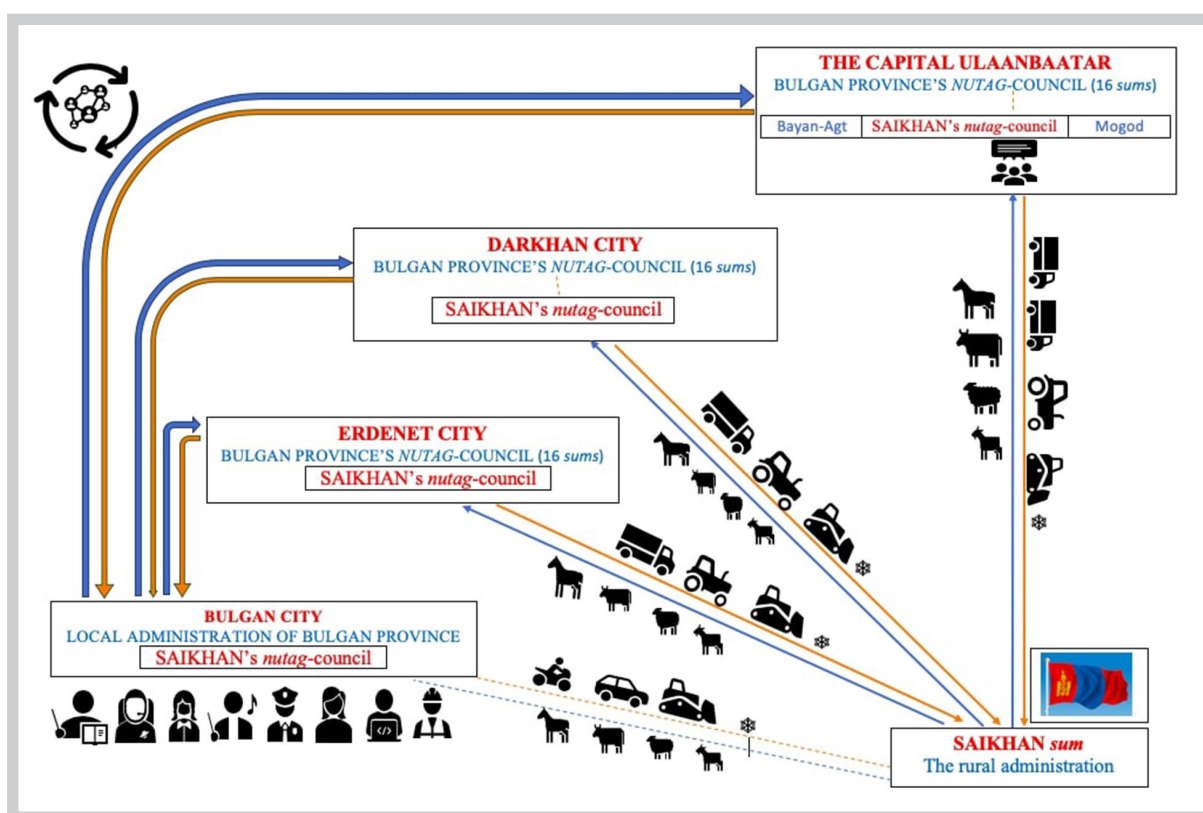 THE CAPITAL ULAANBAATAR
BULGAN PROVINCE'S NUTAG-COUNCIL (16 sums)
Bayan-Agt
SAIKHAN's nutag-council
Mogod
DARKHAN CITY
BULGAN PROVINCE'S NUTAG-COUNCIL (16 sums)
SAIKHAN's nutag-council
ERDENET CITY
BULGAN PROVINCE'S NUTAG-COUNCIL (16 sums)
SAIKHAN's nutag-council
BULGAN CITY
LOCAL ADMINISTRATION OF BULGAN PROVINCE
SAIKHAN's nutag-council
SAIKHAN sum
The rural administration